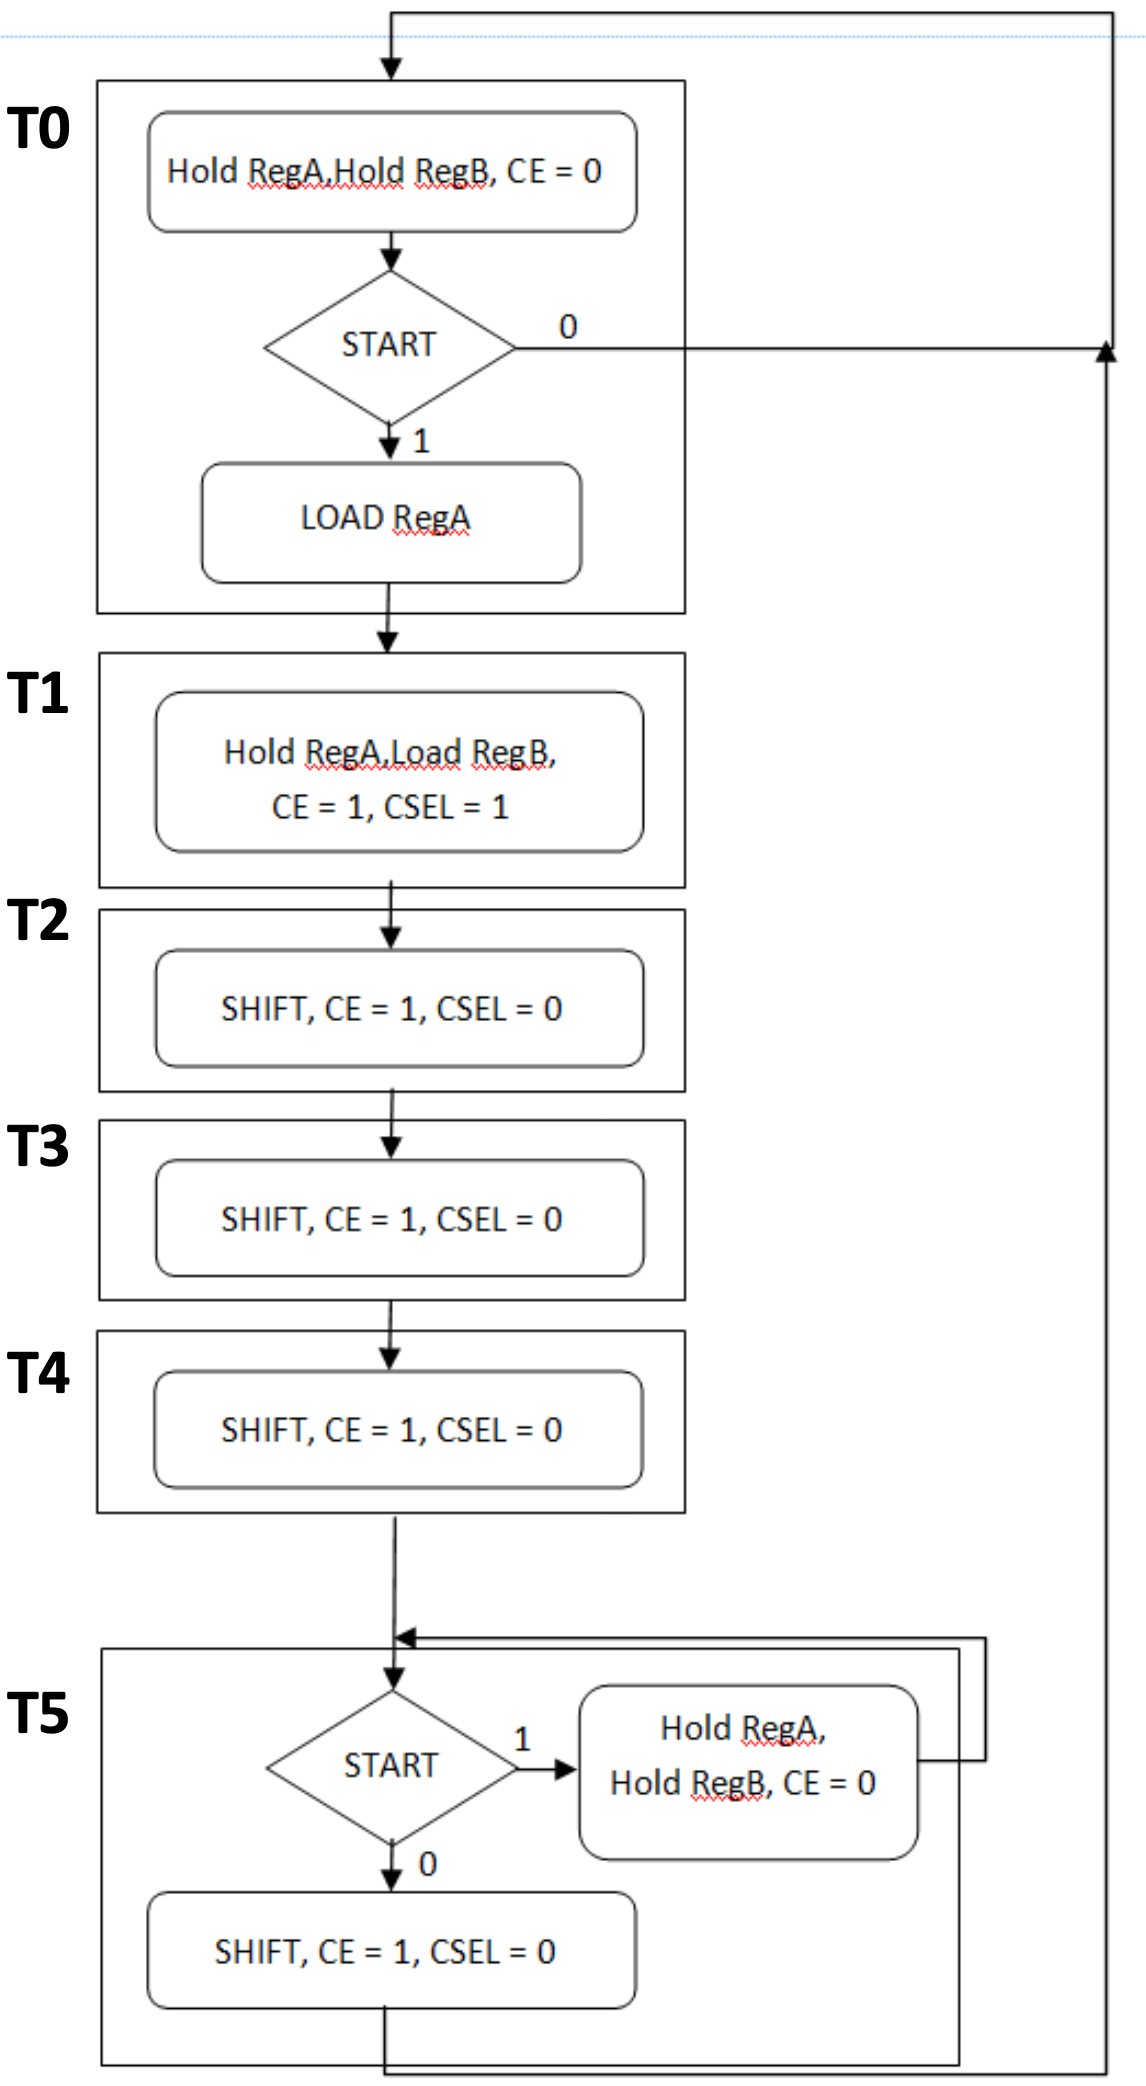 T0
Hold RegA,Hold RegB, CE = 0
START
0
1
LOAD RegA
T1
Hold RegA,Load RegB,
CE = 1, CSEL = 1
T2
SHIFT, CE = 1, CSEL = 0
T3
SHIFT, CE = 1, CSEL = 0
T4
SHIFT, CE = 1, CSEL = 0
T5
START
1
Hold RegA,
Hold RegB, CE = 0
0
SHIFT, CE = 1, CSEL = 0